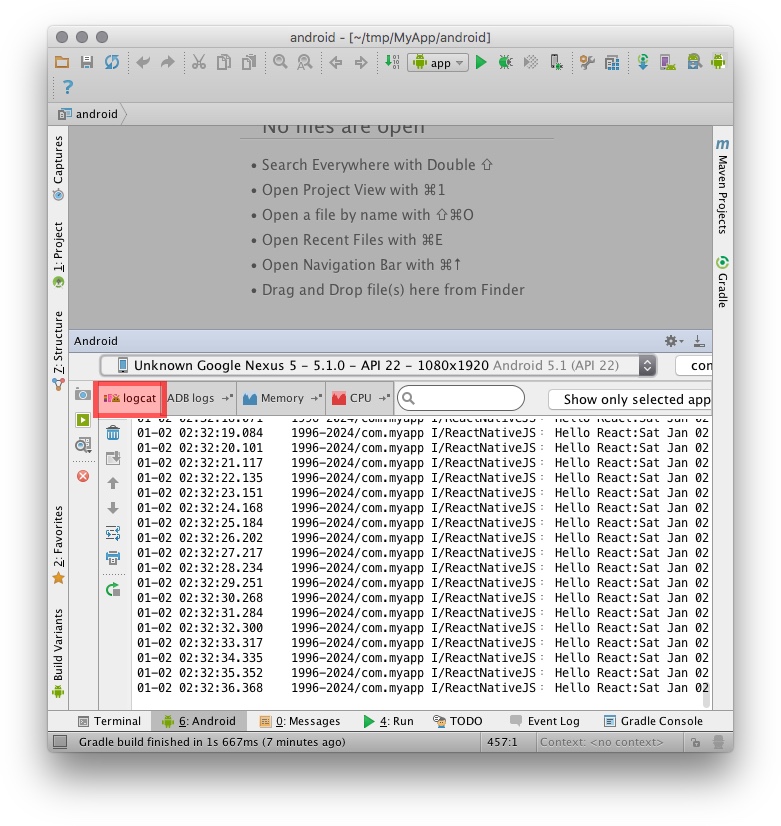 android - [~/tmp/MyApp/android]
app
?
android
No files are open
• Search Everywhere with Double ⇧
• Open Project View with ⌘1
• Open a file by name with ⇧⌘O
• Open Recent Files with ⌘E
• Open Navigation Bar with ⌘↑
• Drag and Drop file(s) here from Finder
Captures
1: Project
7: Structure
2: Favorites
Build Variants
m Maven Projects
Gradle
Android
Unknown Google Nexus 5 - 5.1.0 - API 22 - 1080x1920 Android 5.1 (API 22)
com
logcat
ADB logs
Memory
CPU
Show only selected app
01-02 02:32:19.084 1996-2024/com.myapp I/ReactNativeJS: Hello React:Sat Jan 02
01-02 02:32:20.101 1996-2024/com.myapp I/ReactNativeJS: Hello React:Sat Jan 02
01-02 02:32:21.117 1996-2024/com.myapp I/ReactNativeJS: Hello React:Sat Jan 02
01-02 02:32:22.135 1996-2024/com.myapp I/ReactNativeJS: Hello React:Sat Jan 02
01-02 02:32:23.151 1996-2024/com.myapp I/ReactNativeJS: Hello React:Sat Jan 02
01-02 02:32:24.168 1996-2024/com.myapp I/ReactNativeJS: Hello React:Sat Jan 02
01-02 02:32:25.184 1996-2024/com.myapp I/ReactNativeJS: Hello React:Sat Jan 02
01-02 02:32:26.202 1996-2024/com.myapp I/ReactNativeJS: Hello React:Sat Jan 02
01-02 02:32:27.217 1996-2024/com.myapp I/ReactNativeJS: Hello React:Sat Jan 02
01-02 02:32:28.234 1996-2024/com.myapp I/ReactNativeJS: Hello React:Sat Jan 02
01-02 02:32:29.251 1996-2024/com.myapp I/ReactNativeJS: Hello React:Sat Jan 02
01-02 02:32:30.268 1996-2024/com.myapp I/ReactNativeJS: Hello React:Sat Jan 02
01-02 02:32:31.284 1996-2024/com.myapp I/ReactNativeJS: Hello React:Sat Jan 02
01-02 02:32:32.300 1996-2024/com.myapp I/ReactNativeJS: Hello React:Sat Jan 02
01-02 02:32:33.317 1996-2024/com.myapp I/ReactNativeJS: Hello React:Sat Jan 02
01-02 02:32:34.335 1996-2024/com.myapp I/ReactNativeJS: Hello React:Sat Jan 02
01-02 02:32:35.352 1996-2024/com.myapp I/ReactNativeJS: Hello React:Sat Jan 02
01-02 02:32:36.368 1996-2024/com.myapp I/ReactNativeJS: Hello React:Sat Jan 02
Terminal
6: Android
0: Messages
4: Run
TODO
Event Log
Gradle Console
Gradle build finished in 1s 667ms (7 minutes ago)
457:1
Context: <no context>